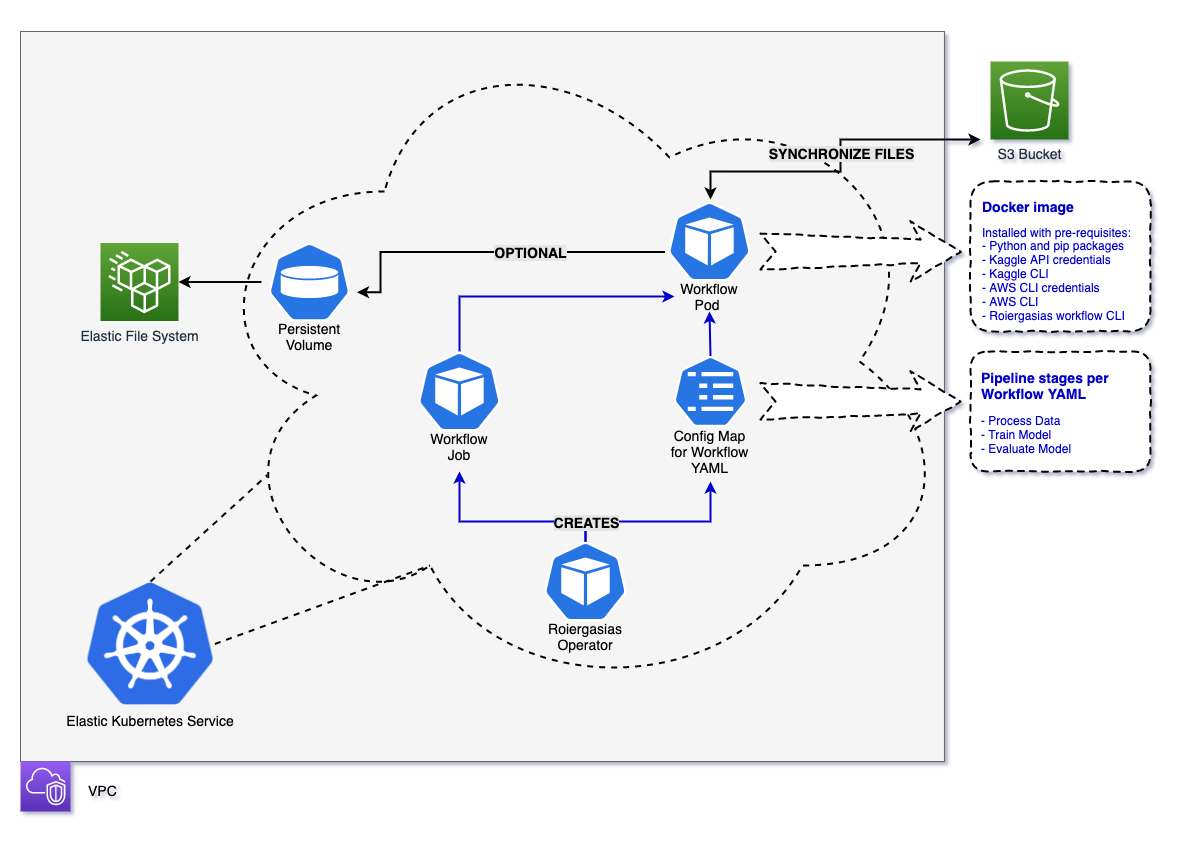 SYNCHRONIZE FILES
S3 Bucket
Docker image
Installed with pre-requisites:
- Python and pip packages
- Kaggle API credentials
- Kaggle CLI
- AWS CLI credentials
- AWS CLI
- Roiergasias workflow CLI
OPTIONAL
Workflow
Pod
Elastic File System
Persistent
Volume
Pipeline stages per
Workflow YAML
- Process Data
- Train Model
- Evaluate Model
Workflow
Job
Config Map
for Workflow
YAML
CREATES
Roiergasias
Operator
Elastic Kubernetes Service
VPC